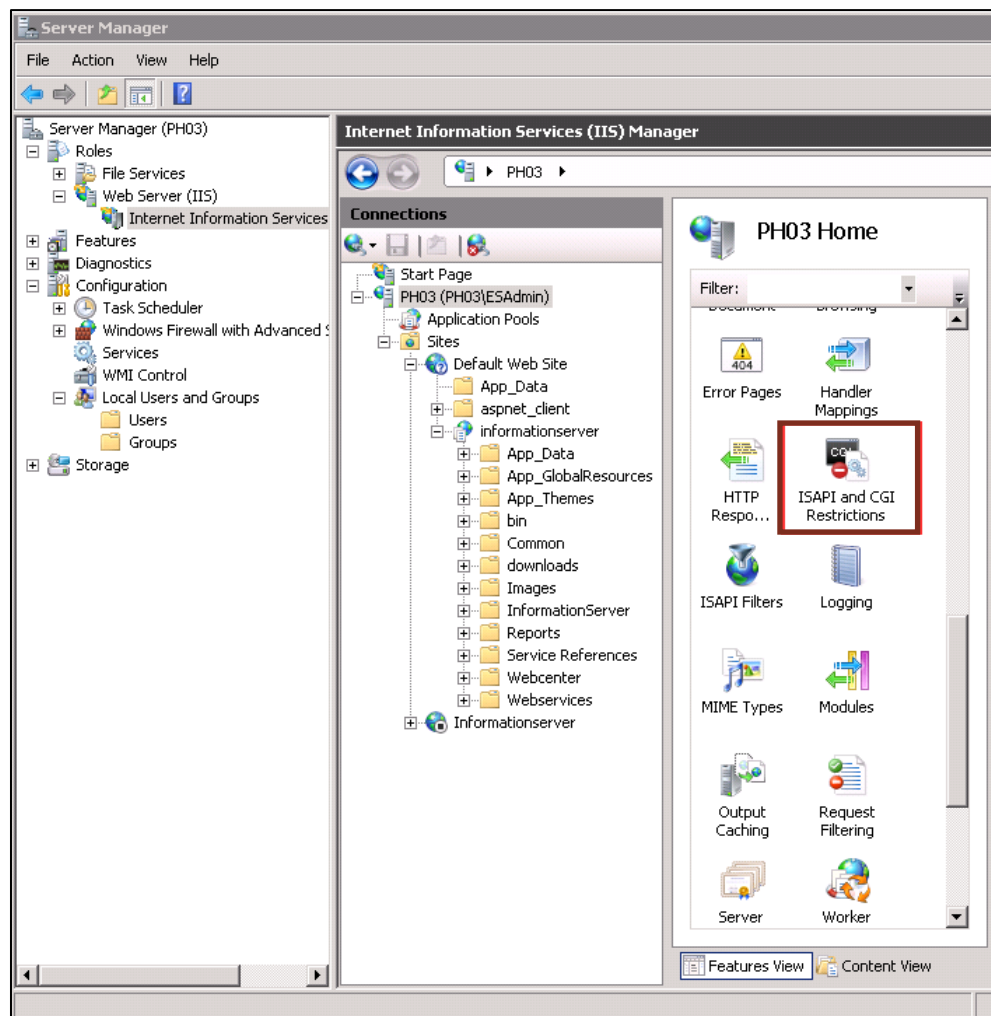 Server Manager
File Action View Help
Server Manager (PH03)
Roles
File Services
Web Server (IIS)
Internet Information Services
Features
Diagnostics
Configuration
Task Scheduler
Windows Firewall with Advanced S
Services
WMI Control
Local Users and Groups
Users
Groups
Storage
Internet Information Services (IIS) Manager
PH03
Connections
Start Page
PH03 (PH03\ESAdmin)
Application Pools
Sites
Default Web Site
App_Data
aspnet_client
informationserver
App_Data
App_GlobalResources
App_Themes
bin
Common
downloads
Images
InformationServer
Reports
Service References
Webcenter
Webservices
Informationserver
PH03 Home
Filter:
404
Error Pages
Handler
Mappings
HTTP
Respo...
CGI
ISAPI and CGI
Restrictions
ISAPI Filters
Logging
MIME Types
Modules
Output
Caching
Request
Filtering
Server
Worker
Features View
Content View